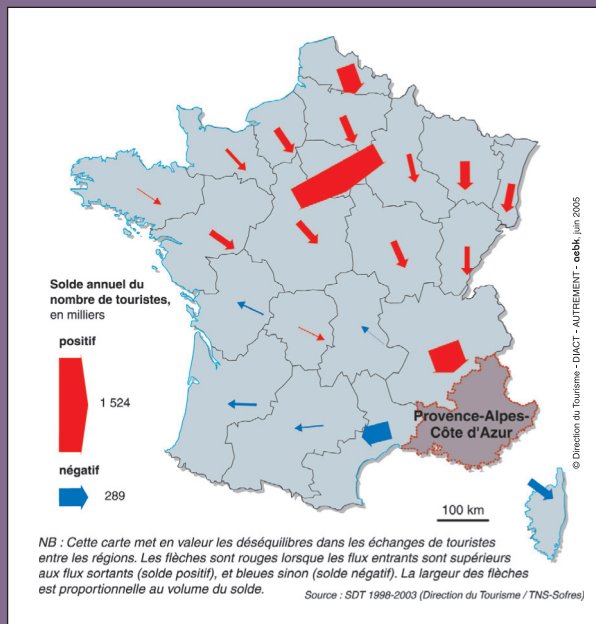 Solde annuel du
nombre de touristes,
en milliers
positif
1 524
négatif
289
Provence-Alpes-
Côte d'Azur
100 km
© Direction du Tourisme - DIACT - AUTREMENT - oebk, juin 2005
NB : Cette carte met en valeur les déséquilibres dans les échanges de touristes
entre les régions. Les flèches sont rouges lorsque les flux entrants sont supérieurs
aux flux sortants (solde positif), et bleues sinon (solde négatif). La largeur des flèches
est proportionnelle au volume du solde.
Source : SDT 1998-2003 (Direction du Tourisme / TNS-Sofres)